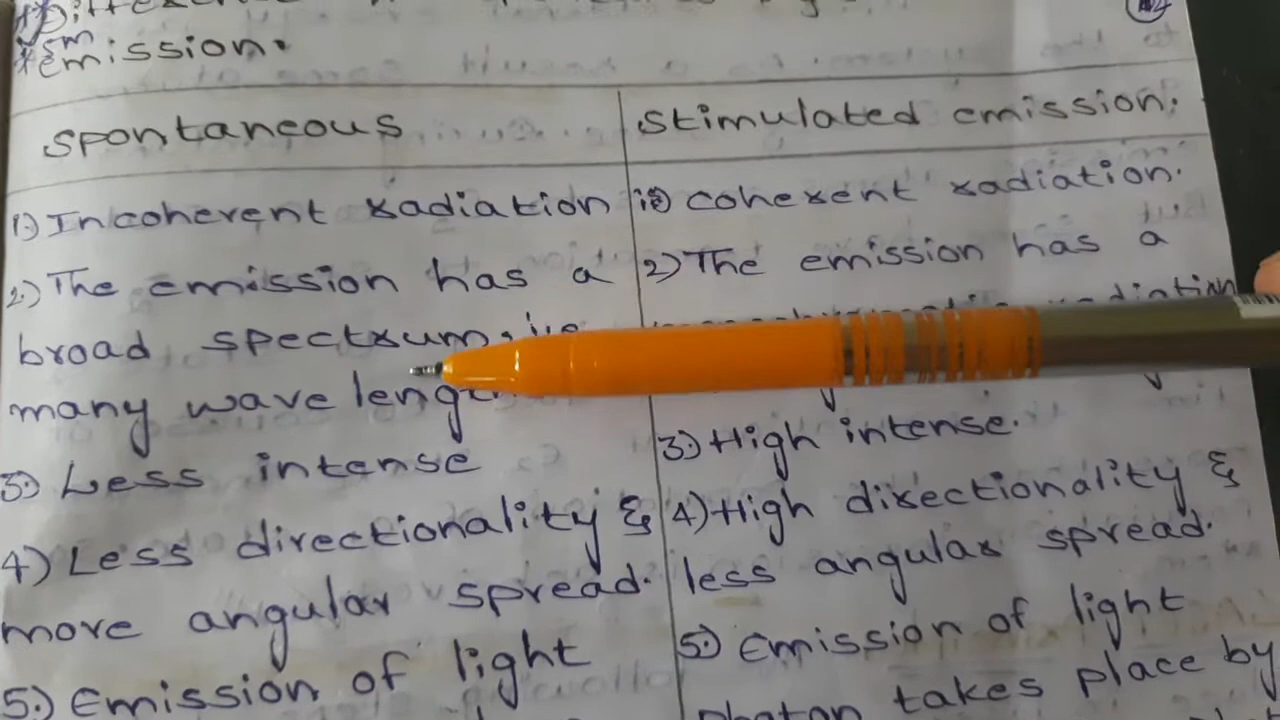 Emission.
Spontaneous
Stimulated emission.
1.) Incoherent radiation
2.) The emission has a
broad spectrum. i.e
many wave
3.) Less intense
4.) Less directionality &
more angular spread.
5.) Emission of light
1.) coherent radiation.
2.) The emission has a
radiation
3.) High intense.
4.) High directionality &
less angular spread.
5.) Emission of light
photon takes place by